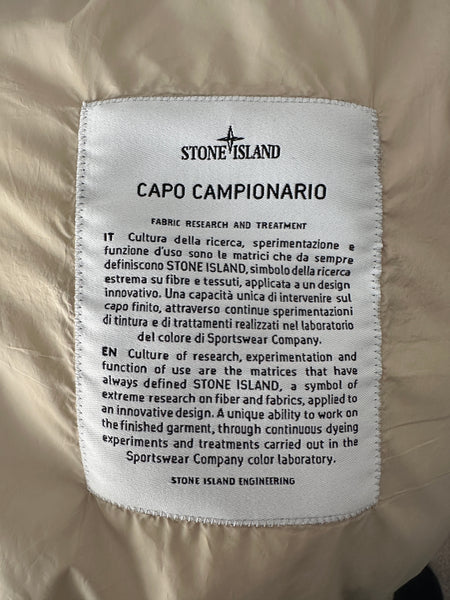 STONE ISLAND
CAPO CAMPIONARIO
FABRIC RESEARCH AND TREATMENT
IT Cultura della ricerca, sperimentazione e
funzione d'uso sono le matrici che da sempre
definiscono STONE ISLAND, simbolo della ricerca
estrema su fibre e tessuti, applicata a un design
innovativo. Una capacità unica di intervenire sul
capo finito, attraverso continue sperimentazioni
di tintura e di trattamenti realizzati nel laboratorio
del colore di Sportswear Company.
EN Culture of research, experimentation and
function of use are the matrices that have
always defined STONE ISLAND, a symbol of
extreme research on fiber and fabrics, applied to
an innovative design. A unique ability to work on
the finished garment, through continuous dyeing
experiments and treatments carried out in the
Sportswear Company color laboratory.
STONE ISLAND ENGINEERING